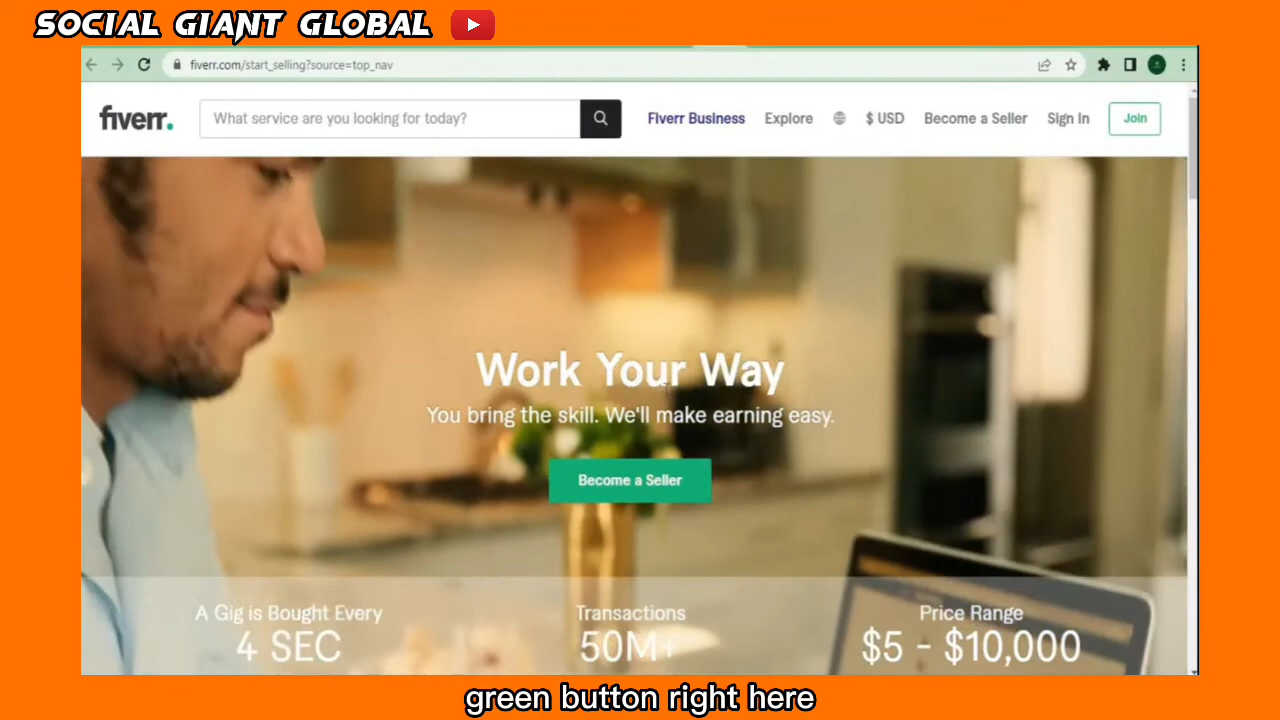 SOCIAL GIANT GLOBAL
fiverr.com/start_selling?source=top_nav
fiverr.
What service are you looking for today?
Fiverr Business
Explore
$ USD
Become a Seller
Sign In
Join
Work Your Way
You bring the skill. We'll make earning easy.
Become a Seller
A Gig is Bought Every
4 SEC
Transactions
50M+
Price Range
$5 - $10,000
green button right here